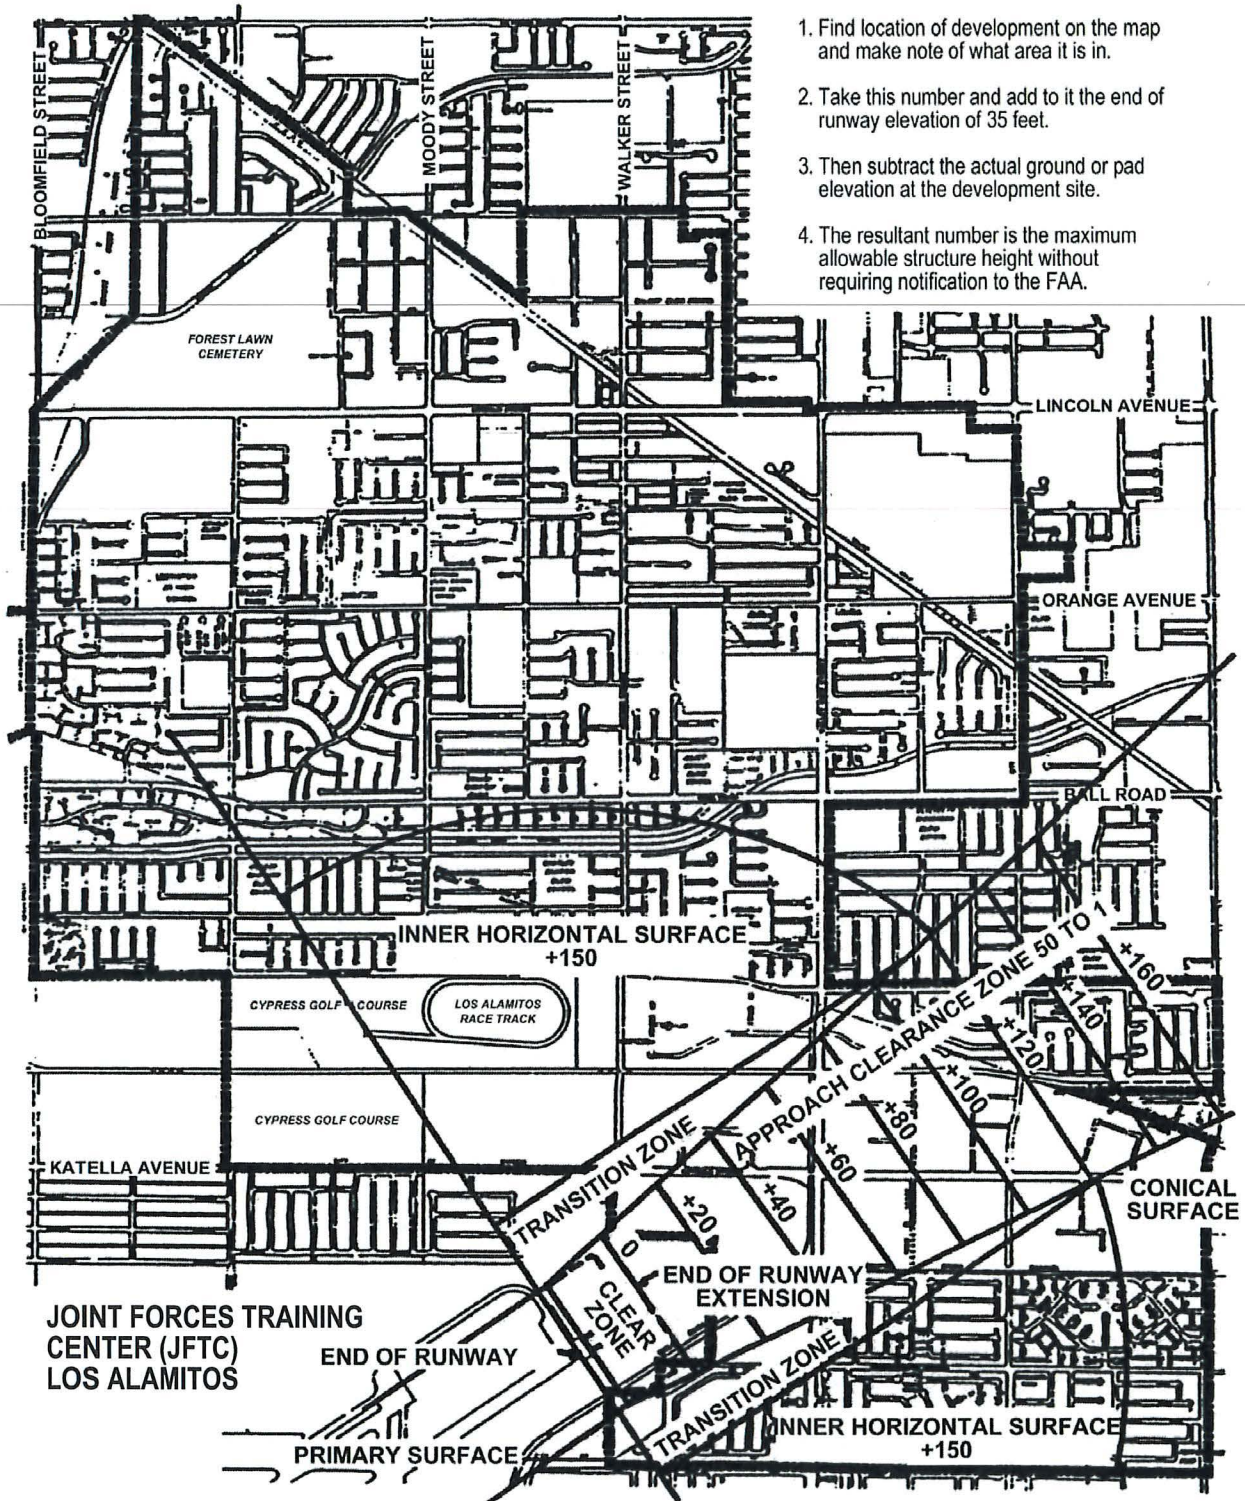 1. Find location of development on the map
and make note of what area it is in.
2. Take this number and add to it the end of
runway elevation of 35 feet.
3. Then subtract the actual ground or pad
elevation at the development site.
4. The resultant number is the maximum
allowable structure height without
requiring notification to the FAA.
BLOOMFIELD STREET
MOODY STREET
WALKER STREET
FOREST LAWN
CEMETERY
LINCOLN AVENUE
ORANGE AVENUE
BALL ROAD
INNER HORIZONTAL SURFACE
+150
CYPRESS GOLF COURSE
LOS ALAMITOS
RACE TRACK
CYPRESS GOLF COURSE
KATELLA AVENUE
TRANSITION ZONE
APPROACH CLEARANCE ZONE 50 TO 1
+160
+140
+120
+100
+80
+60
+40
+20
0
CONICAL
SURFACE
CLEAR
ZONE
END OF RUNWAY
EXTENSION
JOINT FORCES TRAINING
CENTER (JFTC)
LOS ALAMITOS
END OF RUNWAY
TRANSITION ZONE
PRIMARY SURFACE
INNER HORIZONTAL SURFACE
+150